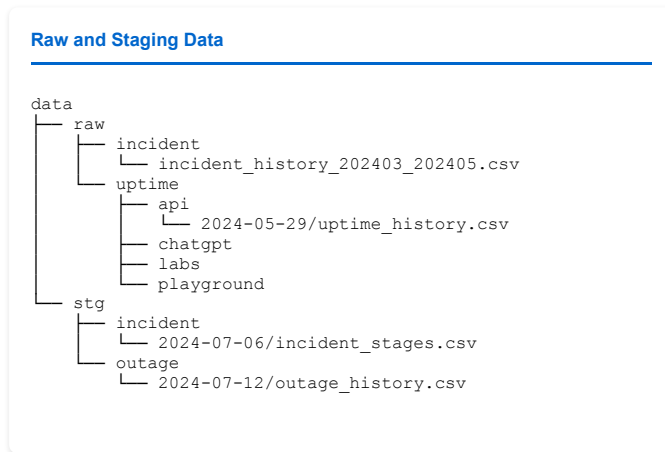 Raw and Staging Data
data
├── raw
│   ├── incident
│   │   └── incident_history_202403_202405.csv
│   └── uptime
│       ├── api
│       │   └── 2024-05-29/uptime_history.csv
│       ├── chatgpt
│       ├── labs
│       └── playground
└── stg
    ├── incident
    │   └── 2024-07-06/incident_stages.csv
    └── outage
        └── 2024-07-12/outage_history.csv